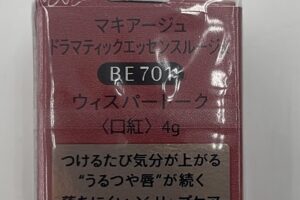 マキアージュ
ドラマティックエッセンスルージュ
BE701
ウィスパートーク
〈口紅〉4g
つけるたび気分が上がる
“うるつや唇”が続く